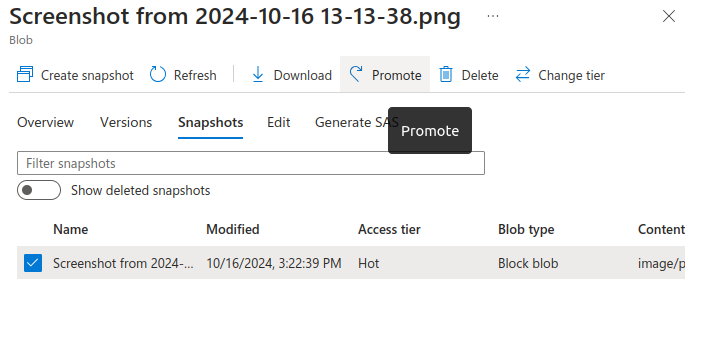 Screenshot from 2024-10-16 13-13-38.png ...
Blob
Create snapshot Refresh Download Promote Delete Change tier
Overview Versions Snapshots Edit Generate SAS
Promote
Filter snapshots
Show deleted snapshots
Name Modified Access tier Blob type Content
Screenshot from 2024-... 10/16/2024, 3:22:39 PM Hot Block blob image/p